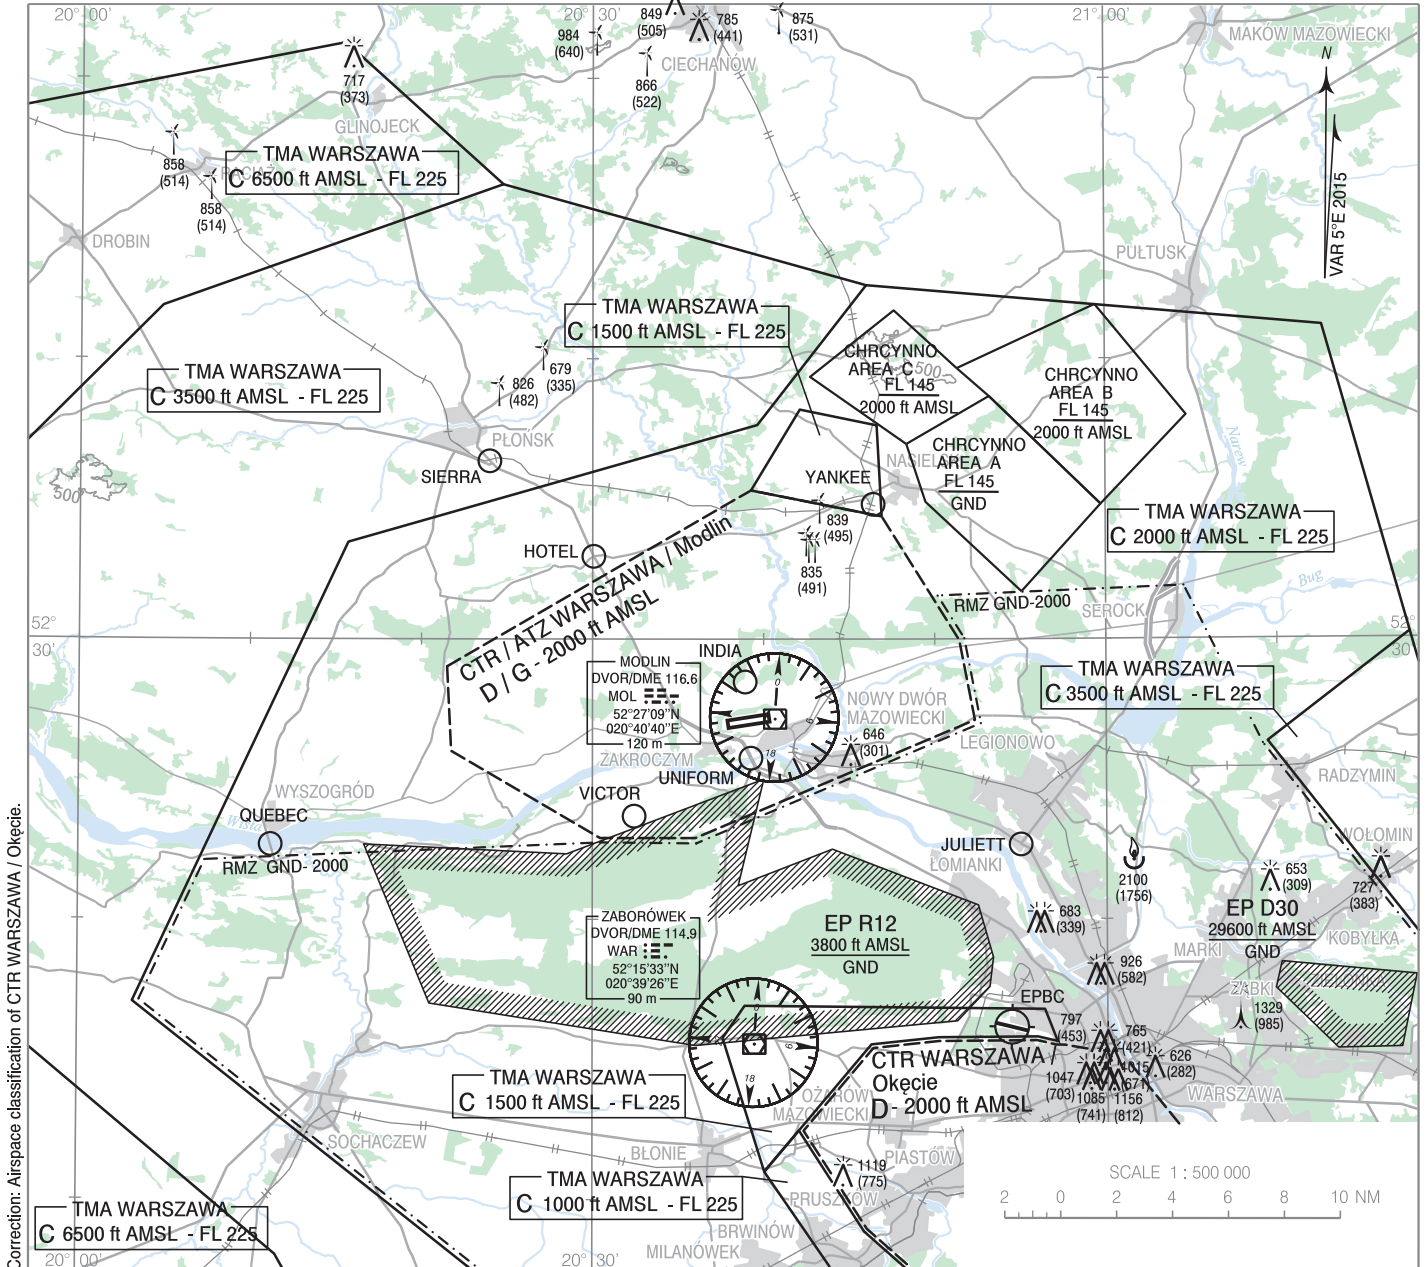 20° 00'
20° 30'
21° 00'
849
(505)
785
(441)
875
(531)
984
(640)
866
(522)
CIECHANÓW
MAKÓW MAZOWIECKI
N
VAR 5°E 2015
717
(373)
GLINOJECK
858
(514)
858
(514)
TMA WARSZAWA
C 6500 ft AMSL - FL 225
DROBIN
PUŁTUSK
TMA WARSZAWA
C 1500 ft AMSL - FL 225
TMA WARSZAWA
C 3500 ft AMSL - FL 225
679
(335)
826
(482)
CHRCYNNO
AREA C
FL 145
2000 ft AMSL
500
CHRCYNNO
AREA B
FL 145
2000 ft AMSL
CHRCYNNO
AREA A
FL 145
GND
PŁOŃSK
SIERRA
500
YANKEE
839
(495)
835
(491)
Narew
TMA WARSZAWA
C 2000 ft AMSL - FL 225
HOTEL
CTR / ATZ WARSZAWA / Modlin
D / G - 2000 ft AMSL
RMZ GND-2000
SEROCK
Bug
52°
30'
52°
30'
INDIA
MODLIN
DVOR/DME 116.6
MOL
52°27'09''N
020°40'40''E
120 m
0
9
18
NOWY DWÓR
MAZOWIECKI
646
(301)
TMA WARSZAWA
C 3500 ft AMSL - FL 225
LEGIONOWO
ZAKROCZYM
UNIFORM
VICTOR
RADZYMIN
WYSZOGRÓD
QUEBEC
Wisła
RMZ GND- 2000
JULIETT
ŁOMIANKI
2100
(1756)
WOŁOMIN
653
(309)
727
(383)
EP D30
29600 ft AMSL
GND
KOBYŁKA
683
(339)
EP R12
3800 ft AMSL
GND
ZABORÓWEK
DVOR/DME 114.9
WAR
52°15'33''N
020°39'26''E
90 m
0
9
18
926
(582)
MARKI
ZĄBKI
1329
(985)
EPBC
797
(453)
765
(421)
1015
(671)
626
(282)
1047
(703)
1085
(741)
1156
(812)
WARSZAWA
CTR WARSZAWA /
Okęcie
D - 2000 ft AMSL
TMA WARSZAWA
C 1500 ft AMSL - FL 225
OŻARÓW
MAZOWIECKI
SOCHACZEW
BŁONIE
PIASTÓW
1119
(775)
PRUSZKÓW
TMA WARSZAWA
C 1000 ft AMSL - FL 225
BRWINÓW
MILANÓWEK
TMA WARSZAWA
C 6500 ft AMSL - FL 225
20° 00'
20° 30'
SCALE 1 : 500 000
2 0 2 4 6 8 10 NM
Correction: Airspace classification of CTR WARSZAWA / Okęcie.